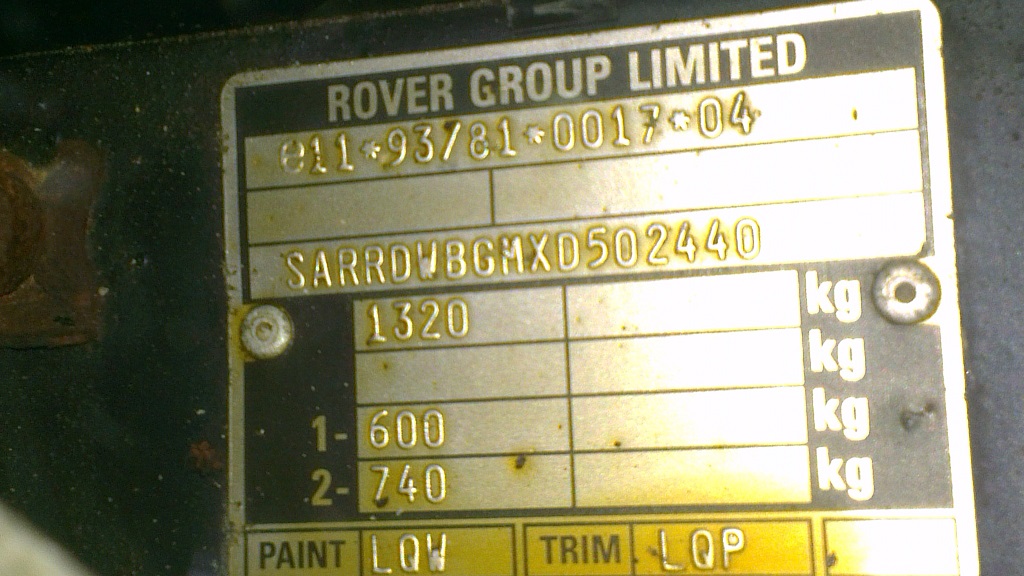 ROVER GROUP LIMITED
e11*93/81*0017*04
SARRDWBGMXD502440
1320 kg
kg
1- 600 kg
2- 740 kg
PAINT LQW TRIM LQP